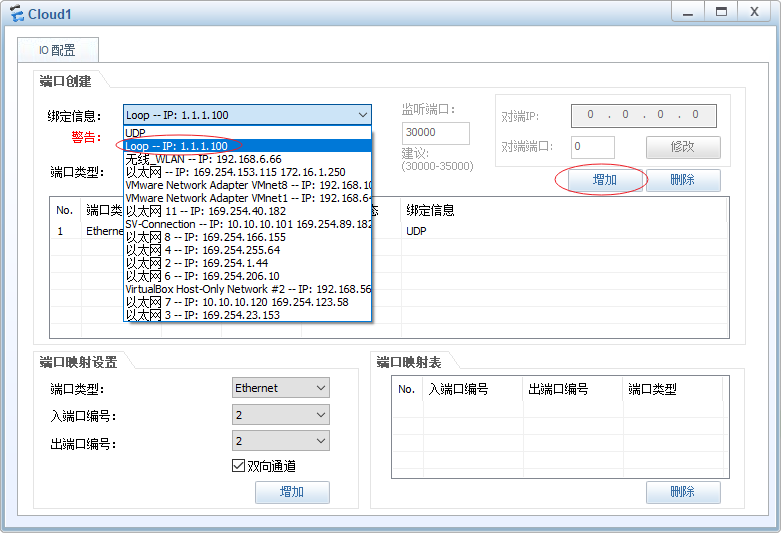 Cloud1
IO 配置
端口创建
绑定信息:
Loop -- IP: 1.1.1.100
警告:
UDP
Loop -- IP: 1.1.1.100
无线_WLAN -- IP: 192.168.6.66
以太网 -- IP: 169.254.153.115 172.16.1.250
VMware Network Adapter VMnet8 -- IP: 192.168.10
VMware Network Adapter VMnet1 -- IP: 192.168.64
以太网 11 -- IP: 169.254.40.182
SV-Connection -- IP: 10.10.10.101 169.254.89.182
以太网 8 -- IP: 169.254.166.155
以太网 4 -- IP: 169.254.255.64
以太网 2 -- IP: 169.254.1.44
以太网 6 -- IP: 169.254.206.10
VirtualBox Host-Only Network #2 -- IP: 192.168.56
以太网 7 -- IP: 10.10.10.120 169.254.123.58
以太网 3 -- IP: 169.254.23.153
监听端口:
30000
建议:
(30000-35000)
对端IP:
0 . 0 . 0 . 0
对端端口:
0
修改
端口类型:
增加
删除
No.
端口类
态
绑定信息
1
Etherne
UDP
端口映射设置
端口类型:
Ethernet
入端口编号:
2
出端口编号:
2
双向通道
增加
端口映射表
No.
入端口编号
出端口编号
端口类型
删除